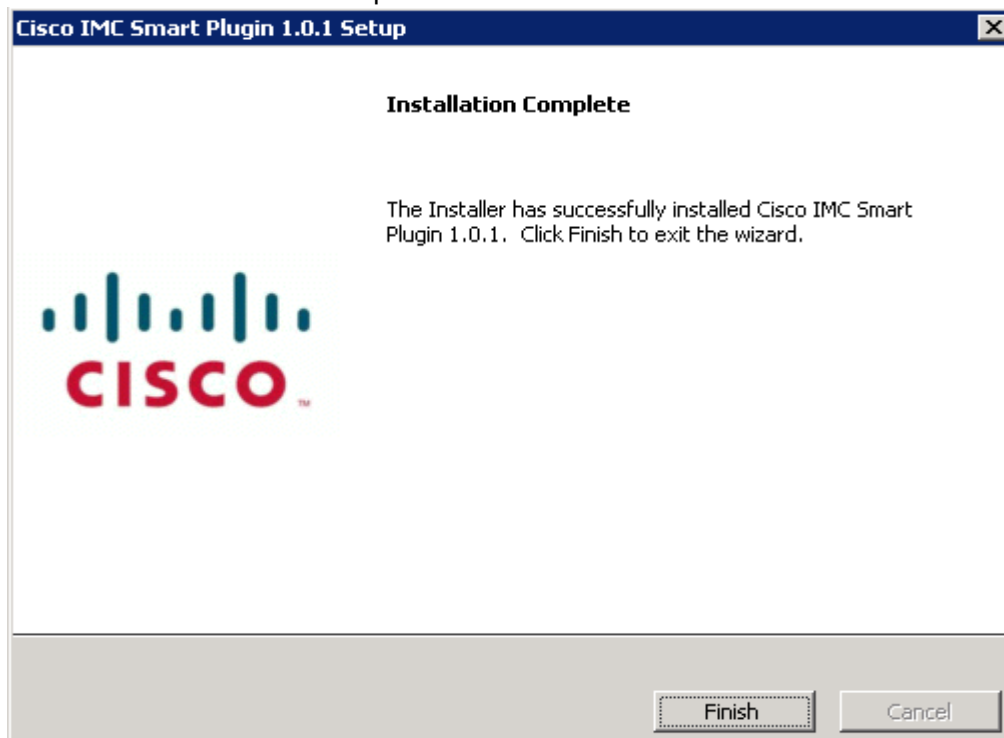 Cisco IMC Smart Plugin 1.0.1 Setup
Installation Complete
The Installer has successfully installed Cisco IMC Smart
Plugin 1.0.1. Click Finish to exit the wizard.
CISCO™
Finish
Cancel